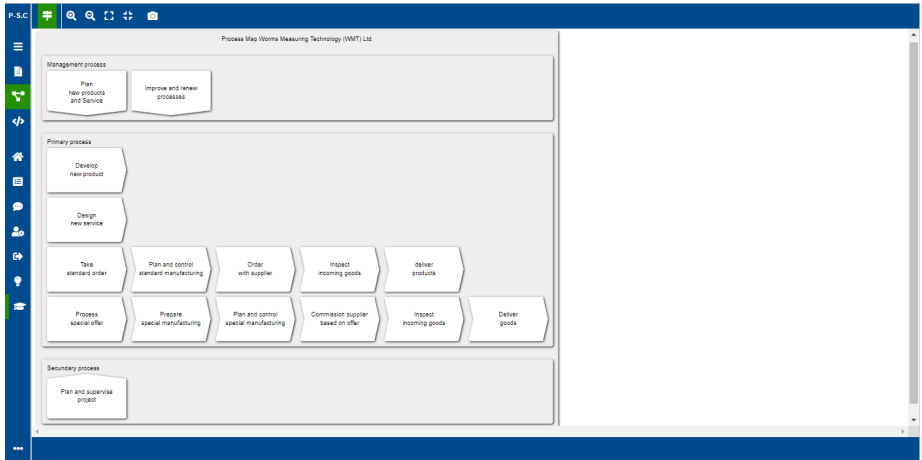 P-S.C
Process Map Worms Measuring Technology (WMT) Ltd.
Management process
Plan
new products
and Service
Improve and renew
processes
Primary process
Develop
new product
Design
new service
Take
standard order
Plan and control
standard manufacturing
Order
with supplier
Inspect
incoming goods
deliver
products
Process
special offer
Prepare
special manufacturing
Plan and control
special manufacturing
Commission supplier
based on offer
Inspect
incoming goods
Deliver
goods
Secundary process
Plan and supervise
project